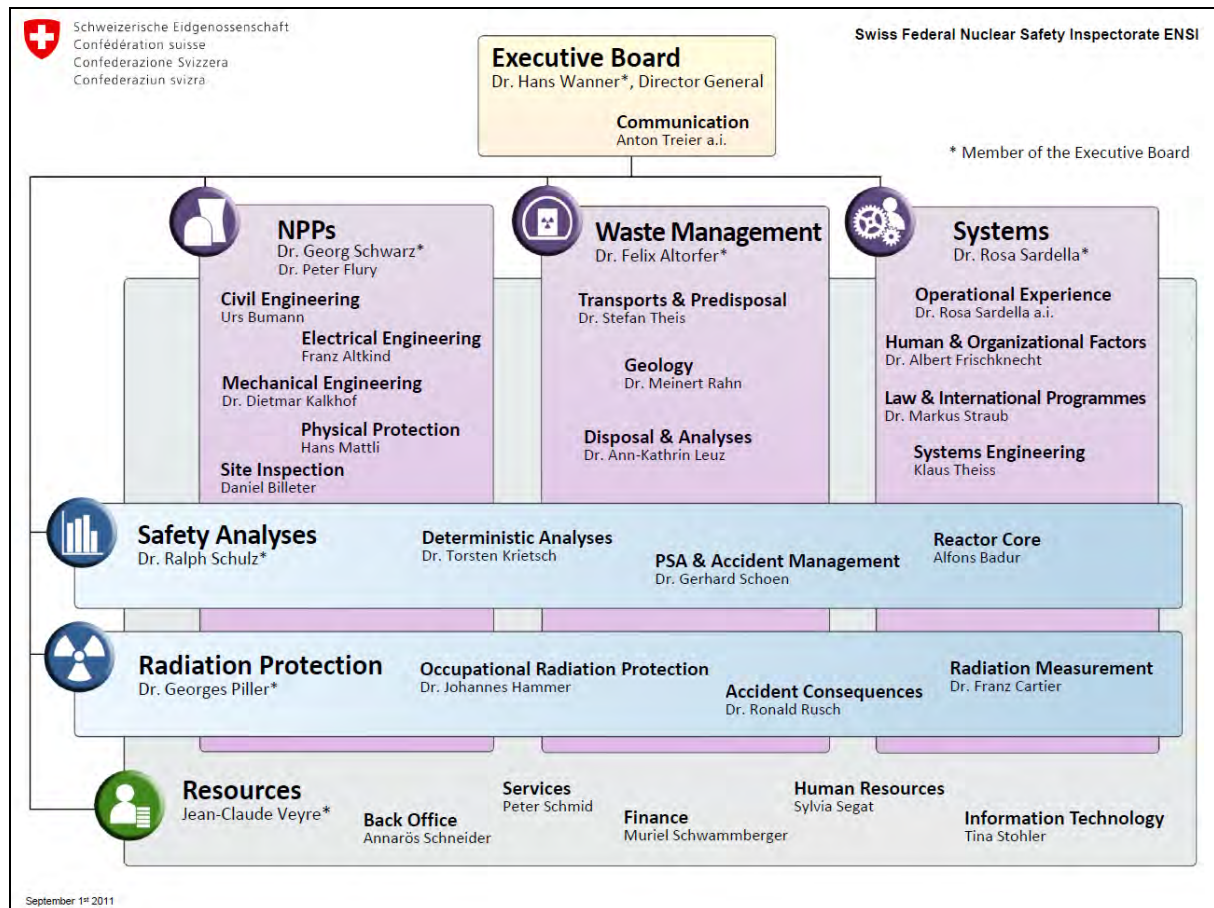 Schweizerische Eidgenossenschaft
Confédération suisse
Confederazione Svizzera
Confederaziun svizra
Swiss Federal Nuclear Safety Inspectorate ENSI
Executive Board
Dr. Hans Wanner*, Director General
Communication
Anton Treier a.i.
* Member of the Executive Board
NPPs
Dr. Georg Schwarz*
Dr. Peter Flury
Civil Engineering
Urs Bumann
Electrical Engineering
Franz Altkind
Mechanical Engineering
Dr. Dietmar Kalkhof
Physical Protection
Hans Mattli
Site Inspection
Daniel Billeter
Waste Management
Dr. Felix Altorfer*
Transports & Predisposal
Dr. Stefan Theis
Geology
Dr. Meinert Rahn
Disposal & Analyses
Dr. Ann-Kathrin Leuz
Systems
Dr. Rosa Sardella*
Operational Experience
Dr. Rosa Sardella a.i.
Human & Organizational Factors
Dr. Albert Frischknecht
Law & International Programmes
Dr. Markus Straub
Systems Engineering
Klaus Theiss
Safety Analyses
Dr. Ralph Schulz*
Deterministic Analyses
Dr. Torsten Krietsch
PSA & Accident Management
Dr. Gerhard Schoen
Reactor Core
Alfons Badur
Radiation Protection
Dr. Georges Piller*
Occupational Radiation Protection
Dr. Johannes Hammer
Accident Consequences
Dr. Ronald Rusch
Radiation Measurement
Dr. Franz Cartier
Resources
Jean-Claude Veyre*
Back Office
Annarös Schneider
Services
Peter Schmid
Finance
Muriel Schwammberger
Human Resources
Sylvia Segat
Information Technology
Tina Stohler
September 1st 2011